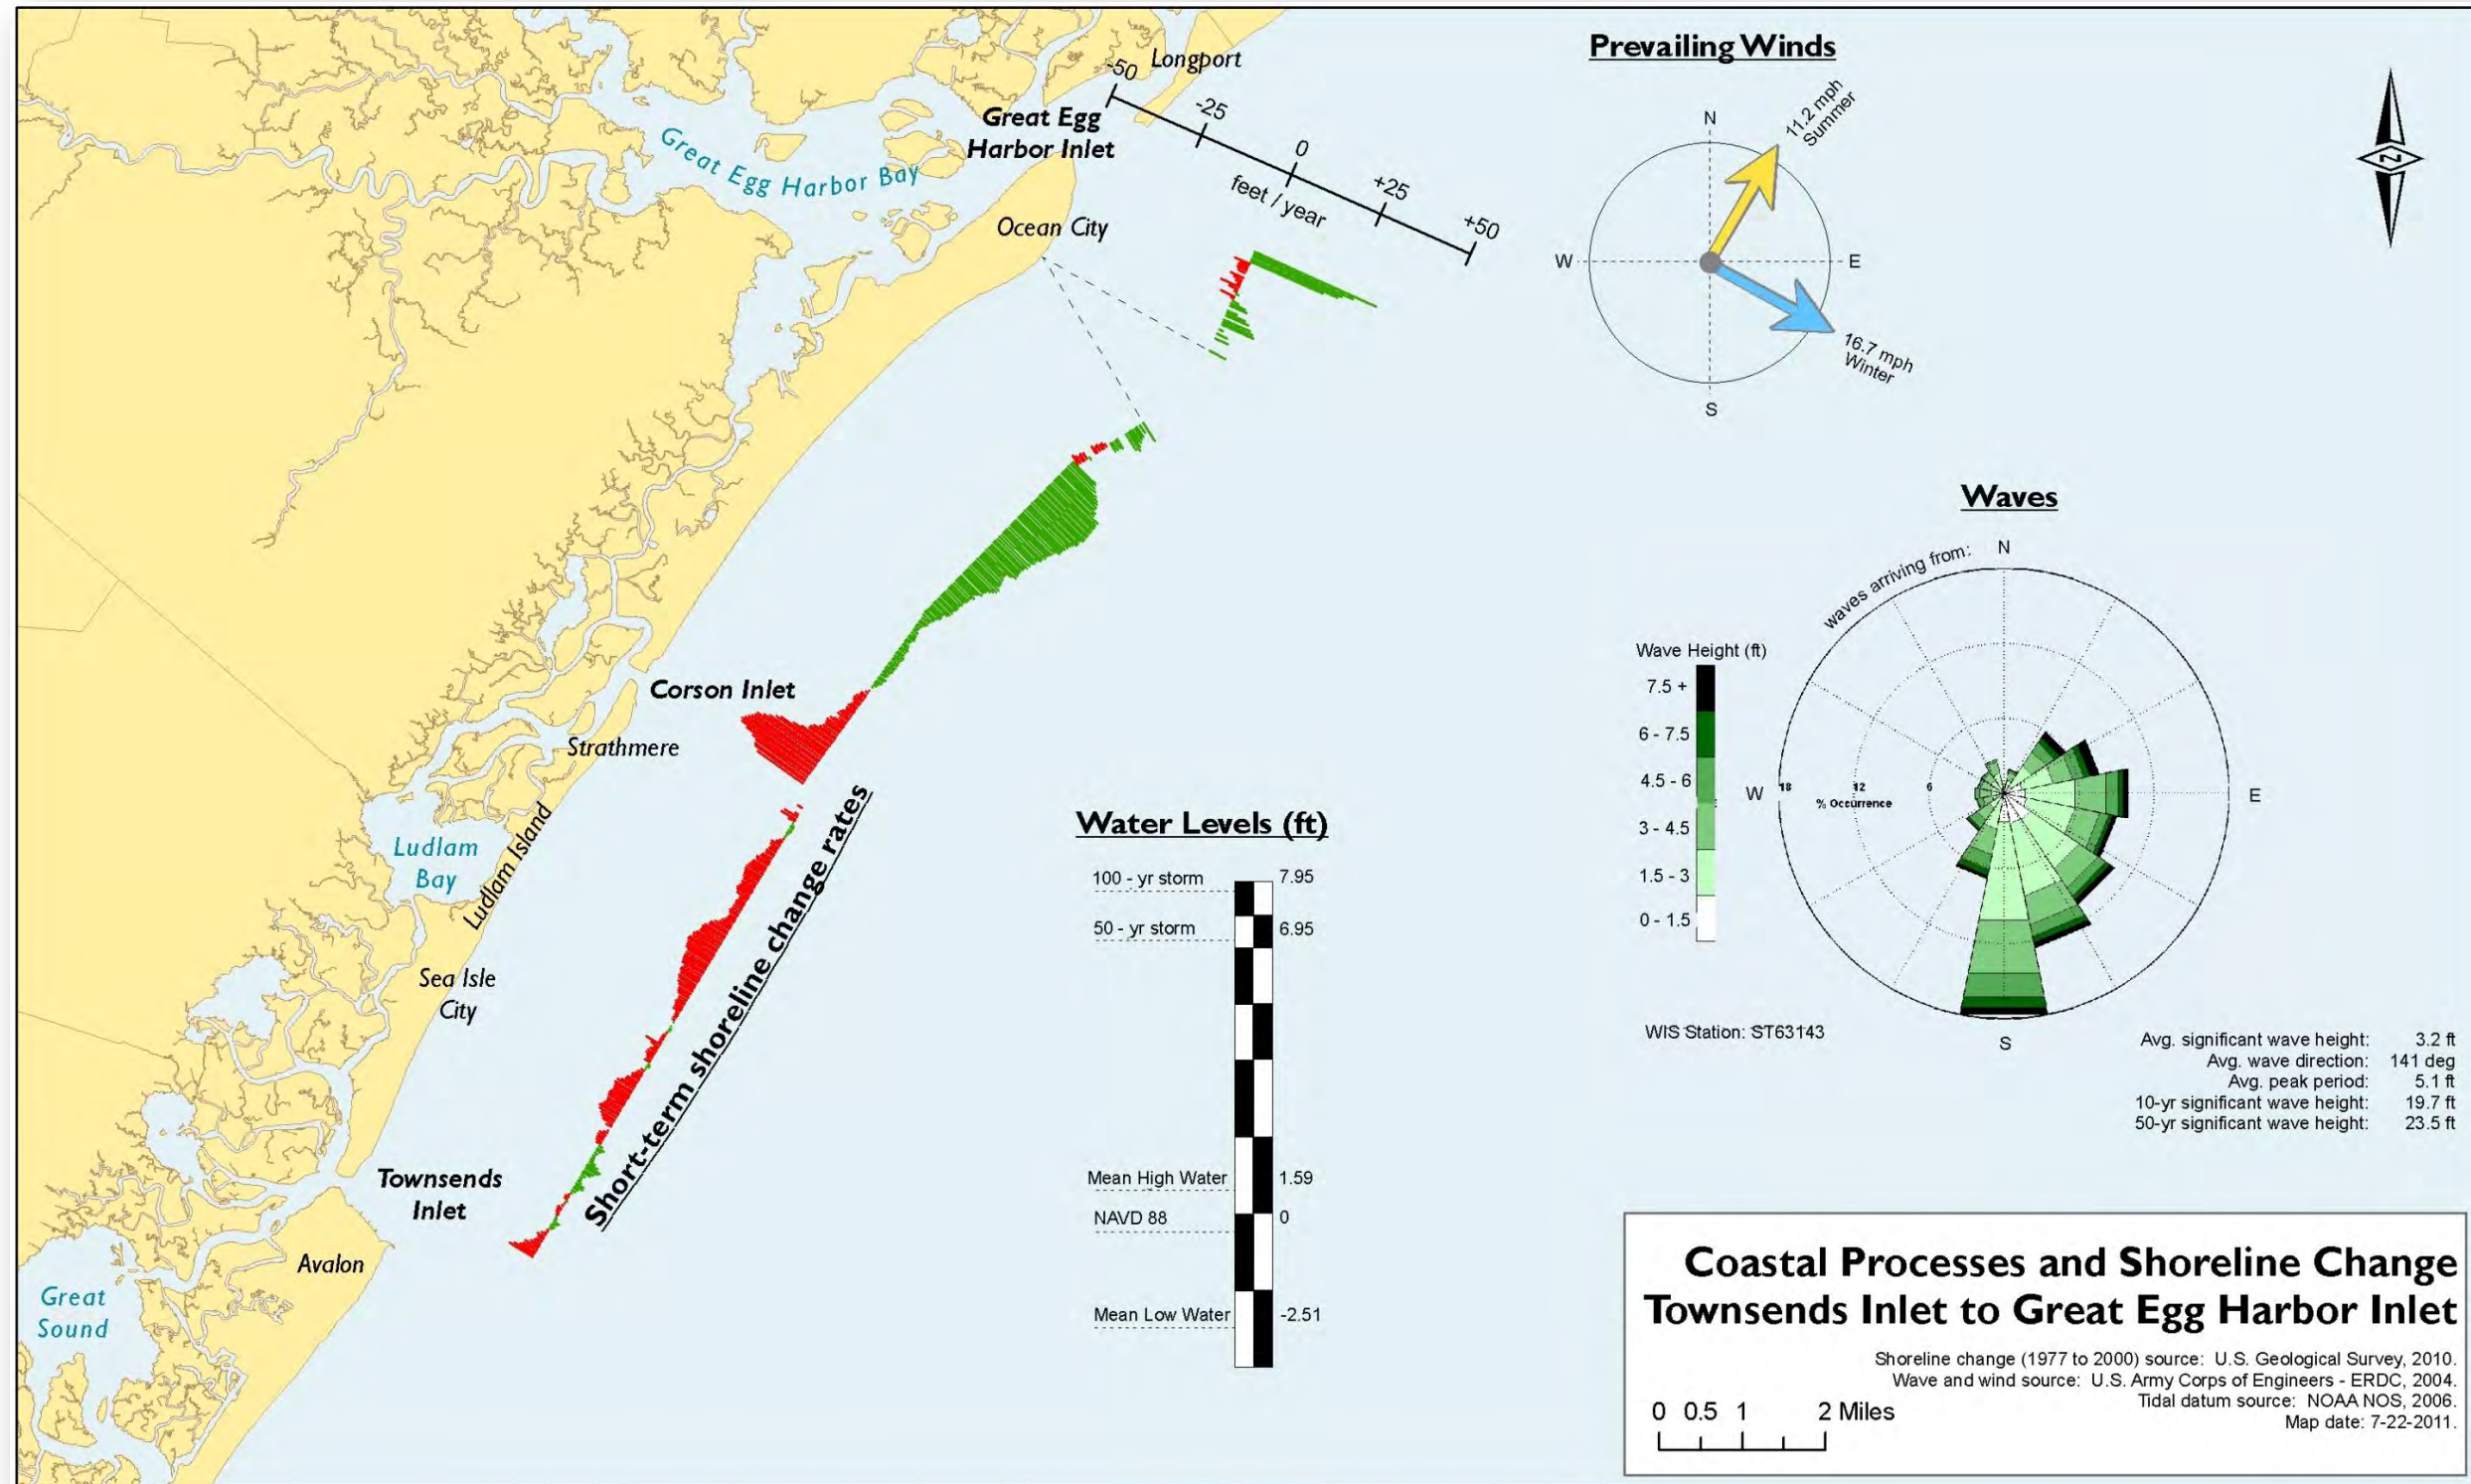 Longport
-50
-25
0
+25
+50
feet / year
Great Egg
Harbor Inlet
Great Egg Harbor Bay
Ocean City
Corson Inlet
Strathmere
Ludlam
Bay
Ludlam Island
Sea Isle
City
Townsends
Inlet
Avalon
Great
Sound
Short-term shoreline change rates
Prevailing Winds
N
W
E
S
11.2 mph
Summer
16.7 mph
Winter
N
Waves
waves arriving from:
N
W
E
S
18
12
6
% Occurrence
Wave Height (ft)
7.5 +
6 - 7.5
4.5 - 6
3 - 4.5
1.5 - 3
0 - 1.5
WIS Station: ST63143
Avg. significant wave height: 3.2 ft
Avg. wave direction: 141 deg
Avg. peak period: 5.1 ft
10-yr significant wave height: 19.7 ft
50-yr significant wave height: 23.5 ft
Water Levels (ft)
100 - yr storm 7.95
50 - yr storm 6.95
Mean High Water 1.59
NAVD 88 0
Mean Low Water -2.51
Coastal Processes and Shoreline Change
Townsends Inlet to Great Egg Harbor Inlet
Shoreline change (1977 to 2000) source: U.S. Geological Survey, 2010.
Wave and wind source: U.S. Army Corps of Engineers - ERDC, 2004.
Tidal datum source: NOAA NOS, 2006.
Map date: 7-22-2011.
0 0.5 1 2 Miles